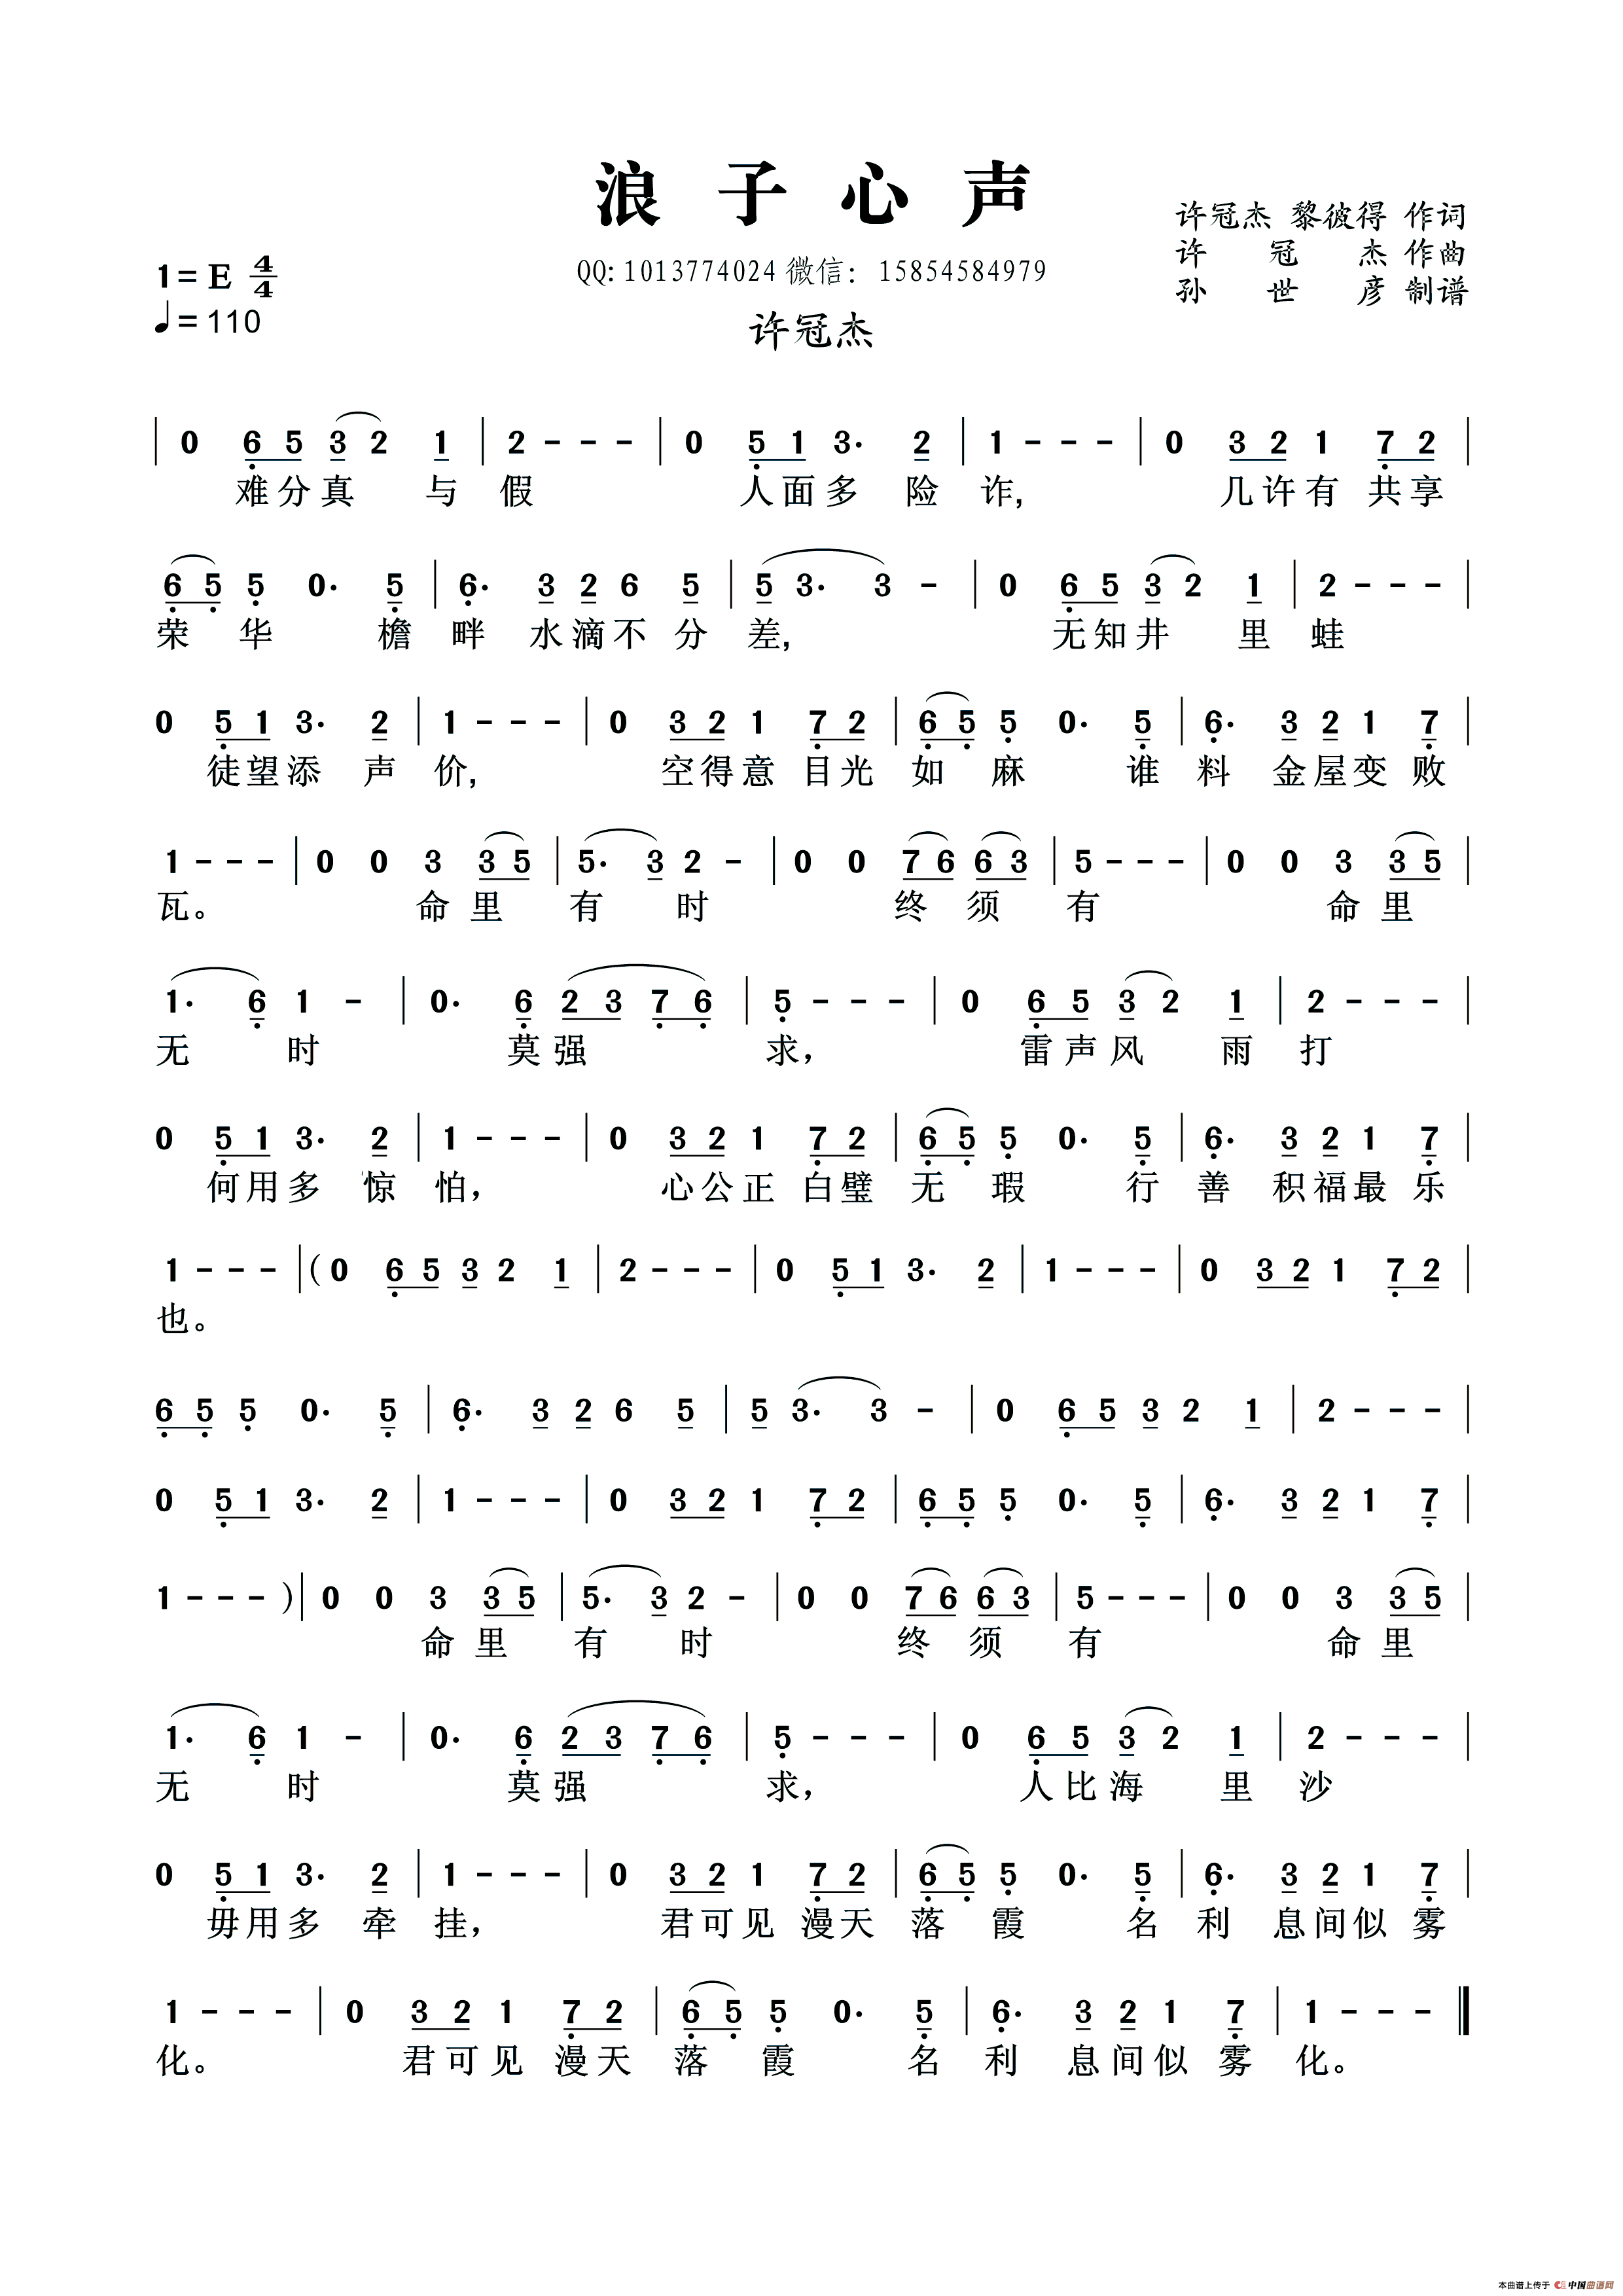 浪子心声
许冠杰 黎彼得 作词
1=E 4/4
QQ: 1013774024 微信: 15854584979
许冠杰 作曲
孙世彦 制谱
♩=110
许冠杰
| 0 6 5 3 2 1 | 2 - - - | 0 5 1 3· 2 | 1 - - - | 0 3 2 1 7 2 |
难分真与假 人面多险诈, 几许有共享
6 5 5 0· 5 | 6· 3 2 6 5 | 5 3· 3 - | 0 6 5 3 2 1 | 2 - - - |
荣华 檐畔水滴不分差, 无知井里蛙
0 5 1 3· 2 | 1 - - - | 0 3 2 1 7 2 | 6 5 5 0· 5 | 6· 3 2 1 7 |
徒望添声价, 空得意目光如麻 谁料金屋变败
1 - - - | 0 0 3 3 5 | 5· 3 2 - | 0 0 7 6 6 3 | 5 - - - | 0 0 3 3 5 |
瓦。 命里有时 终须有 命里
1· 6 1 - | 0· 6 2 3 7 6 | 5 - - - | 0 6 5 3 2 1 | 2 - - - |
无时 莫强求, 雷声风雨打
0 5 1 3· 2 | 1 - - - | 0 3 2 1 7 2 | 6 5 5 0· 5 | 6· 3 2 1 7 |
何用多惊怕, 心公正白璧无瑕 行善积福最乐
1 - - - | (0 6 5 3 2 1 | 2 - - - | 0 5 1 3· 2 | 1 - - - | 0 3 2 1 7 2 |
也。
6 5 5 0· 5 | 6· 3 2 6 5 | 5 3· 3 - | 0 6 5 3 2 1 | 2 - - - |
0 5 1 3· 2 | 1 - - - | 0 3 2 1 7 2 | 6 5 5 0· 5 | 6· 3 2 1 7 |
1 - - - ) | 0 0 3 3 5 | 5· 3 2 - | 0 0 7 6 6 3 | 5 - - - | 0 0 3 3 5 |
命里有时 终须有 命里
1· 6 1 - | 0· 6 2 3 7 6 | 5 - - - | 0 6 5 3 2 1 | 2 - - - |
无时 莫强求, 人比海里沙
0 5 1 3· 2 | 1 - - - | 0 3 2 1 7 2 | 6 5 5 0· 5 | 6· 3 2 1 7 |
毋用多牵挂, 君可见漫天落霞 名利息间似雾
1 - - - | 0 3 2 1 7 2 | 6 5 5 0· 5 | 6· 3 2 1 7 | 1 - - - ‖
化。 君可见漫天落霞 名利息间似雾化。
本曲谱上传于 中国曲谱网